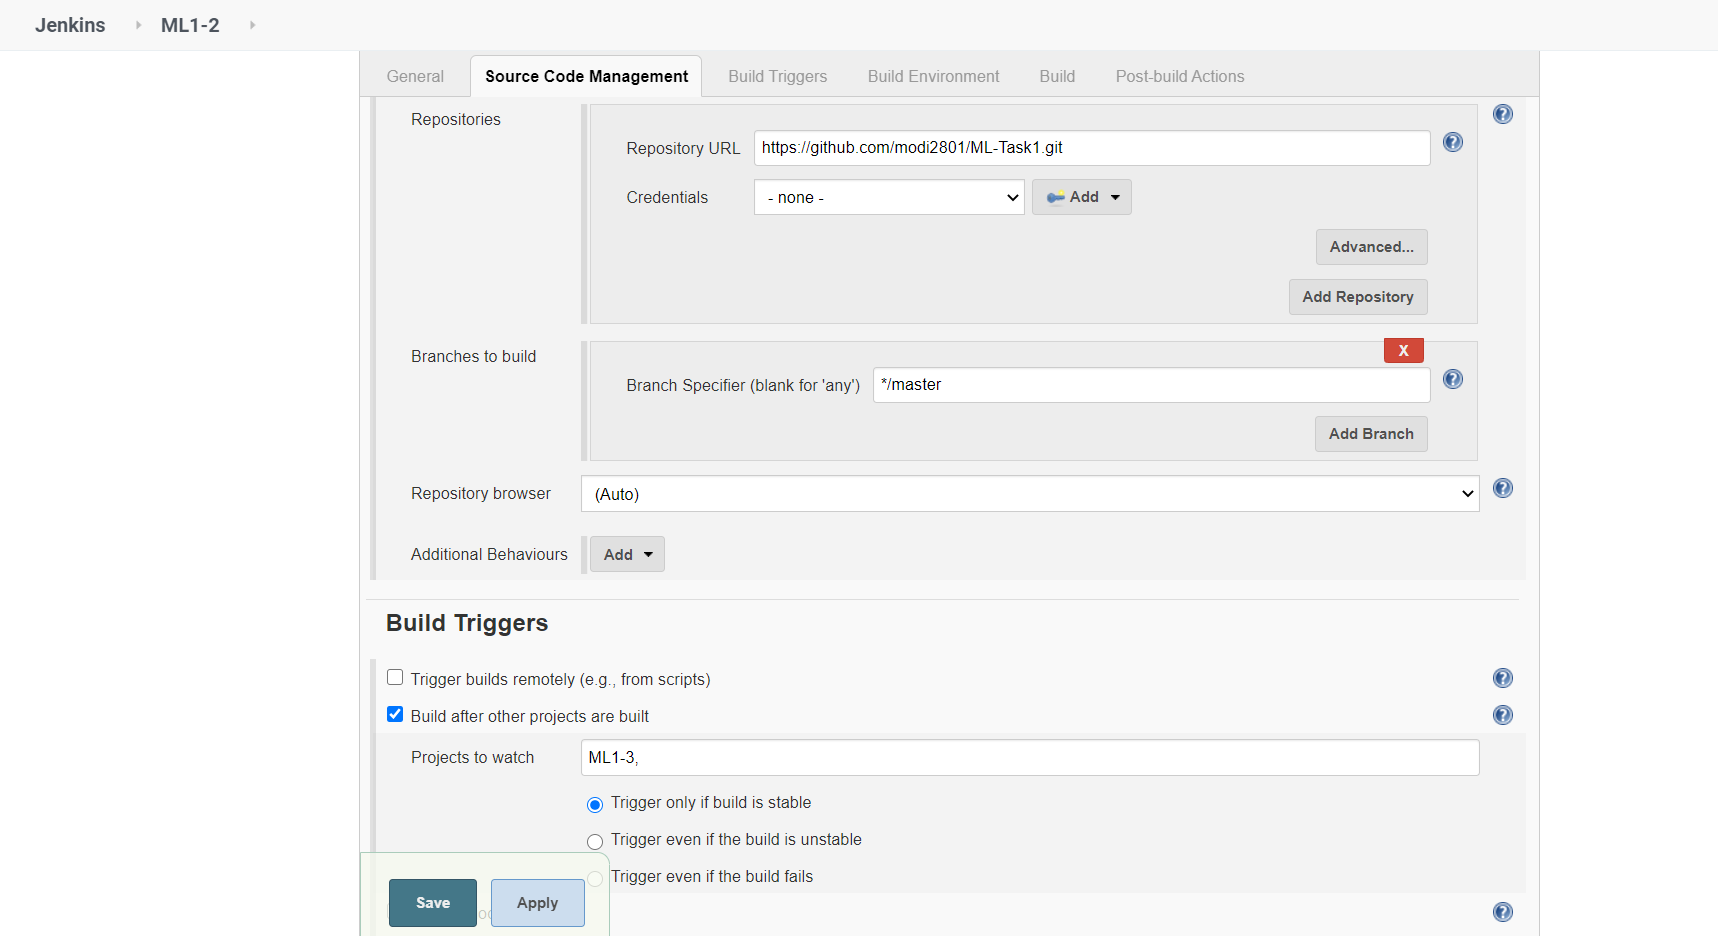 Jenkins ML1-2
General Source Code Management Build Triggers Build Environment Build Post-build Actions
Repositories
Repository URL https://github.com/modi2801/ML-Task1.git
Credentials - none - Add
Advanced...
Add Repository
Branches to build
X
Branch Specifier (blank for 'any') */master
Add Branch
Repository browser (Auto)
Additional Behaviours Add
Build Triggers
Trigger builds remotely (e.g., from scripts)
Build after other projects are built
Projects to watch ML1-3,
Trigger only if build is stable
Trigger even if the build is unstable
Trigger even if the build fails
Save Apply